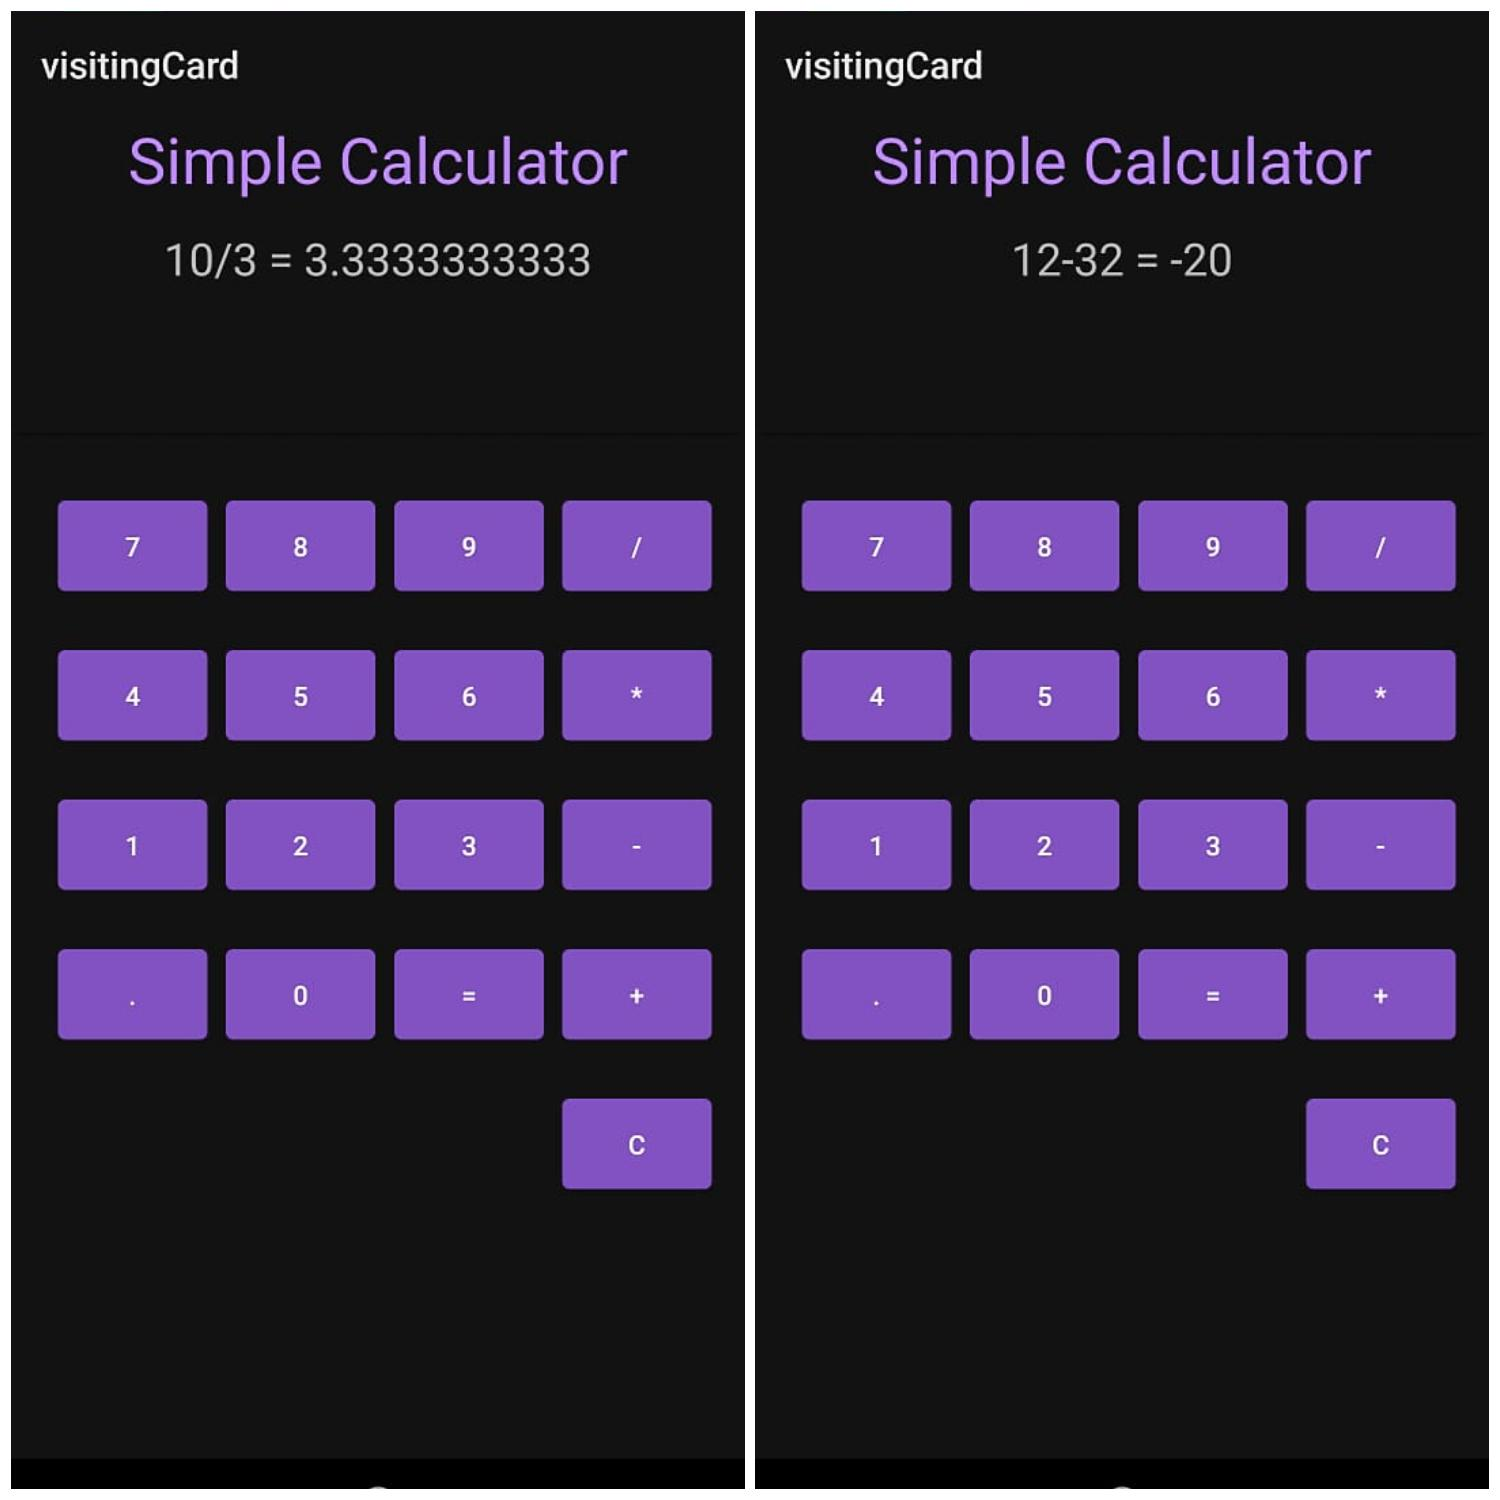 visitingCard
Simple Calculator
10/3 = 3.3333333333
7 8 9 /
4 5 6 *
1 2 3 -
. 0 = +
C
visitingCard
Simple Calculator
12-32 = -20
7 8 9 /
4 5 6 *
1 2 3 -
. 0 = +
C